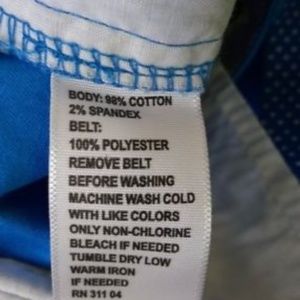 BODY: 98% COTTON
2% SPANDEX
BELT:
100% POLYESTER
REMOVE BELT
BEFORE WASHING
MACHINE WASH COLD
WITH LIKE COLORS
ONLY NON-CHLORINE
BLEACH IF NEEDED
TUMBLE DRY LOW
WARM IRON
IF NEEDED
RN 311 04